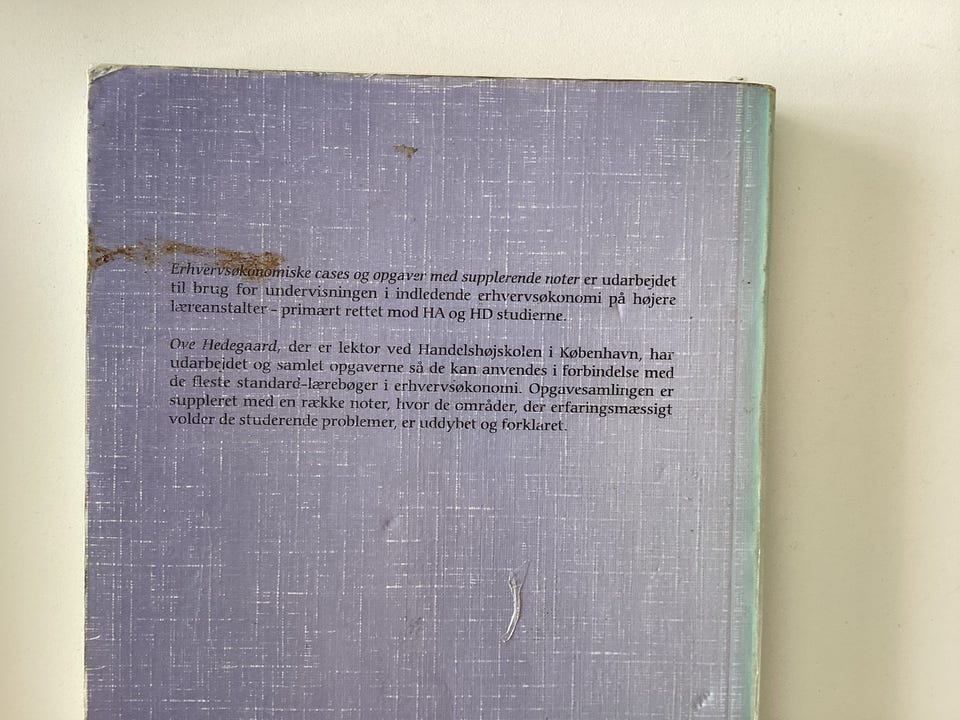 Erhvervsøkonomiske cases og opgaver med supplerende noter er udarbejdet
til brug for undervisningen i indledende erhvervsøkonomi på højere
læreanstalter – primært rettet mod HA og HD studierne.
Ove Hedegaard, der er lektor ved Handelshøjskolen i København, har
udarbejdet og samlet opgaverne så de kan anvendes i forbindelse med
de fleste standard-lærebøger i erhvervsøkonomi. Opgavesamlingen er
suppleret med en række noter, hvor de områder, der erfaringsmæssigt
volder de studerende problemer, er uddybet og forklaret.